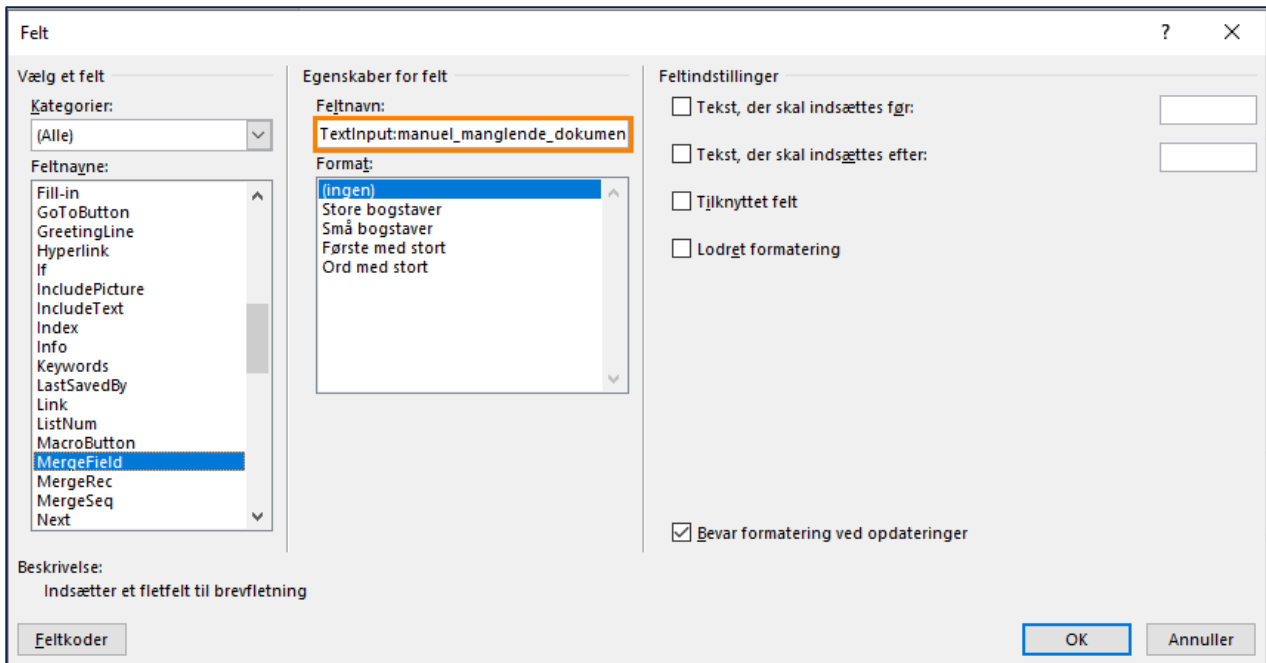 Felt
?
Vælg et felt
Kategorier:
(Alle)
Feltnavne:
Fill-in
GoToButton
GreetingLine
Hyperlink
If
IncludePicture
IncludeText
Index
Info
Keywords
LastSavedBy
Link
ListNum
MacroButton
MergeField
MergeRec
MergeSeq
Next
Egenskaber for felt
Feltnavn:
TextInput:manuel_manglende_dokumen
Format:
(ingen)
Store bogstaver
Små bogstaver
Første med stort
Ord med stort
Feltindstillinger
Tekst, der skal indsættes før:
Tekst, der skal indsættes efter:
Tilknyttet felt
Lodret formatering
Bevar formatering ved opdateringer
Beskrivelse:
Indsætter et fletfelt til brevfletning
Feltkoder
OK
Annuller